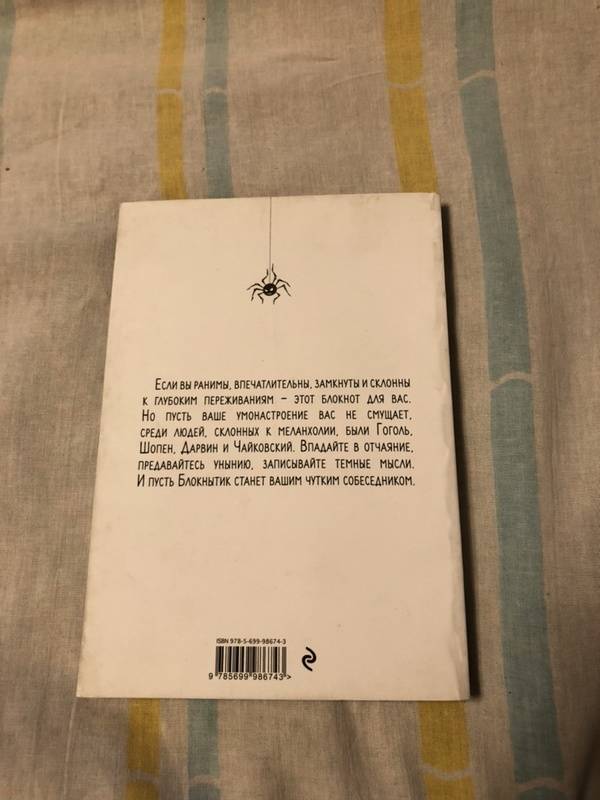 Если вы ранимы, впечатлительны, замкнуты и склонны
к глубоким переживаниям – этот блокнот для вас.
Но пусть ваше умонастроение вас не смущает,
среди людей, склонных к меланхолии, были Гоголь,
Шопен, Дарвин и Чайковский. Впадайте в отчаяние,
предавайтесь унынию, записывайте темные мысли.
И пусть Блокнытик станет вашим чутким собеседником.
ISBN 978-5-699-98674-3
9 785699 986743 >